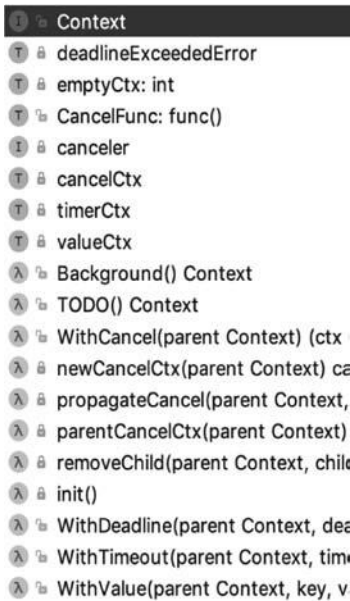 I Context
T deadlineExceededError
T emptyCtx: int
T CancelFunc: func()
I canceler
T cancelCtx
T timerCtx
T valueCtx
λ Background() Context
λ TODO() Context
λ WithCancel(parent Context) (ctx
λ newCancelCtx(parent Context) ca
λ propagateCancel(parent Context,
λ parentCancelCtx(parent Context)
λ removeChild(parent Context, child
λ init()
λ WithDeadline(parent Context, dea
λ WithTimeout(parent Context, time
λ WithValue(parent Context, key, v